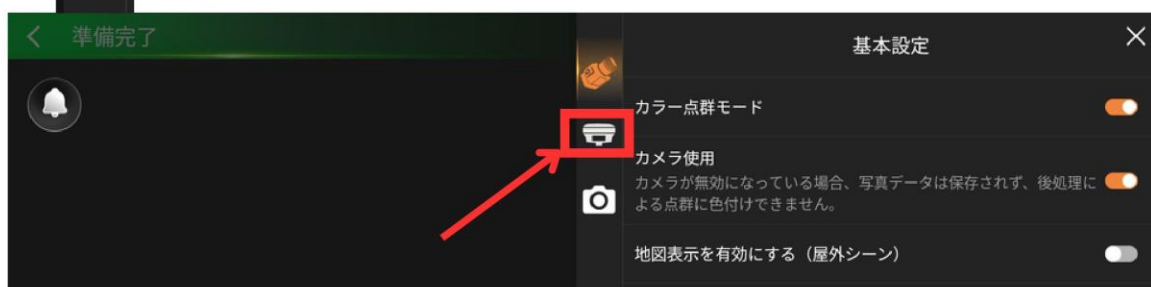 準備完了
基本設定
カラー点群モード
カメラ使用
カメラが無効になっている場合、写真データは保存されず、後処理に
よる点群に色付けできません。
地図表示を有効にする（屋外シーン）